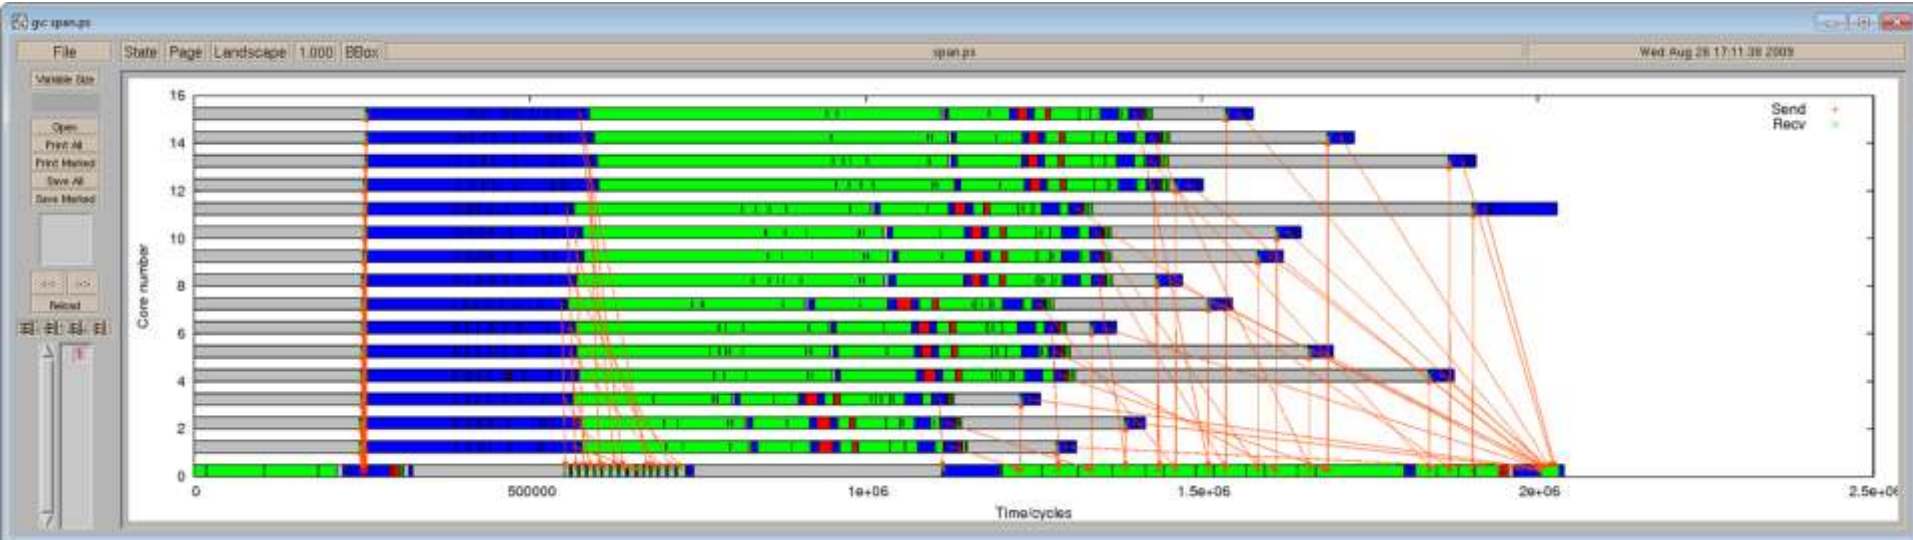 gv: span.ps
File State Page Landscape 1.000 BBox span.ps Wed Aug 26 17:11:38 2009
Variable Size
Open
Print All
Print Marked
Save All
Save Marked
<< >>
Reload
1
16
14
12
10
8
6
4
2
0
Core number
Send
Recv
0 500000 1e+06 1.5e+06 2e+06 2.5e+06
Time/cycles